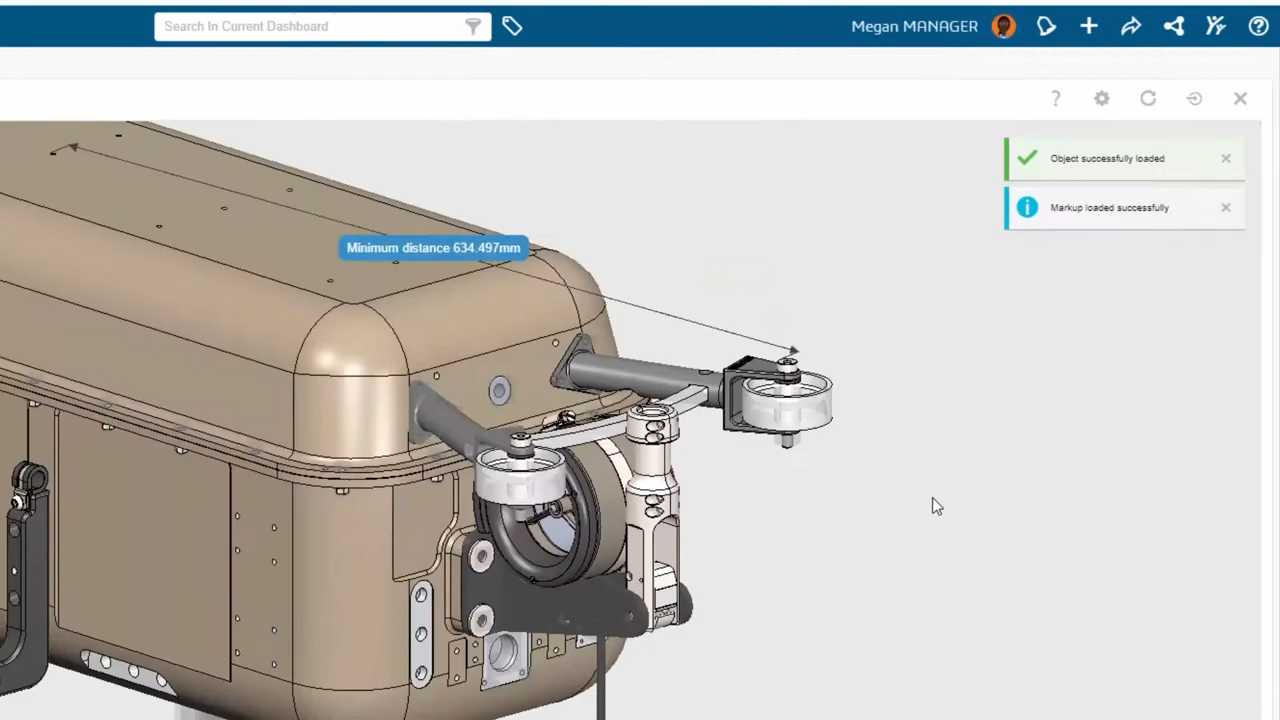 Search In Current Dashboard
Megan MANAGER
Object successfully loaded
Markup loaded successfully
Minimum distance 634.497mm